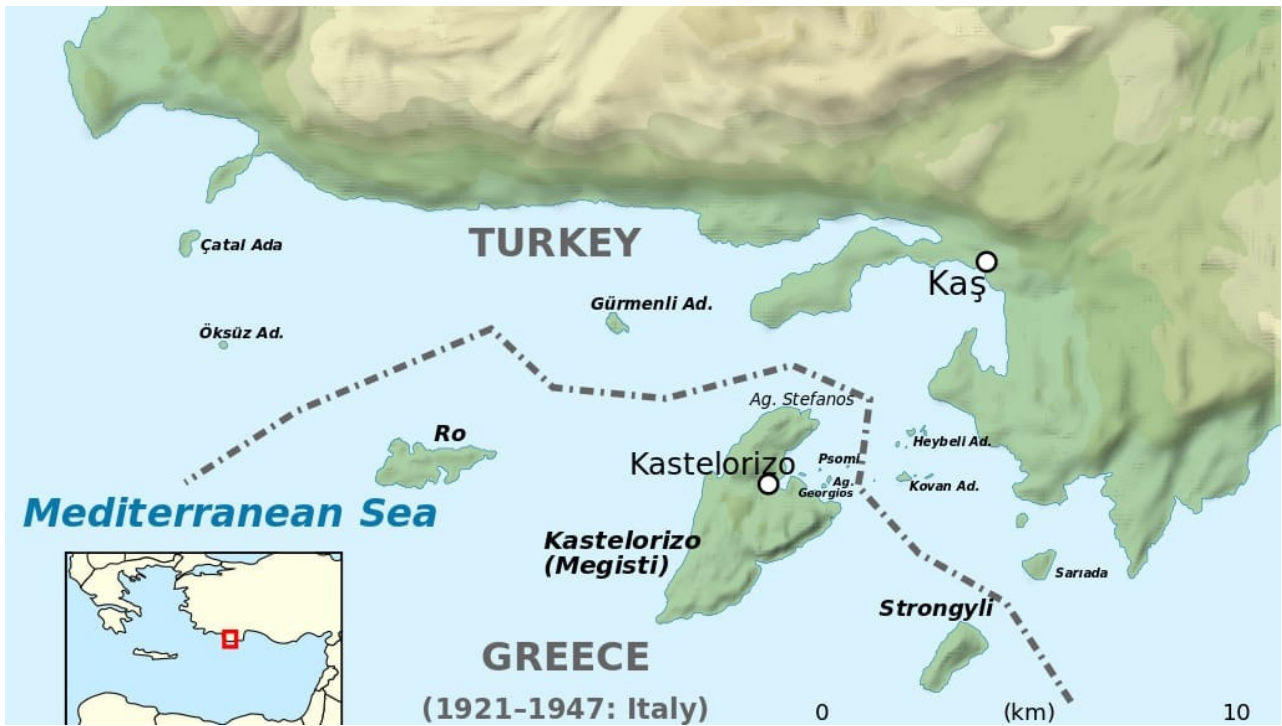 TURKEY
Çatal Ada
Kaş
Gürmenli Ad.
Öksüz Ad.
Ag. Stefanos
Ro
Heybeli Ad.
Psomi
Kastelorizo
Ag.
Georgios
Kovan Ad.
Mediterranean Sea
Kastelorizo
(Megisti)
Sarıada
Strongyli
GREECE
(1921–1947: Italy)
0 (km) 10